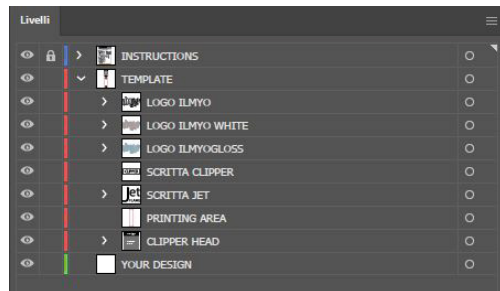 Livelli
INSTRUCTIONS
TEMPLATE
LOGO ILMYO
LOGO ILMYO WHITE
LOGO ILMYOGLOSS
SCRITTA CLIPPER
Jet
SCRITTA JET
PRINTING AREA
CLIPPER HEAD
YOUR DESIGN